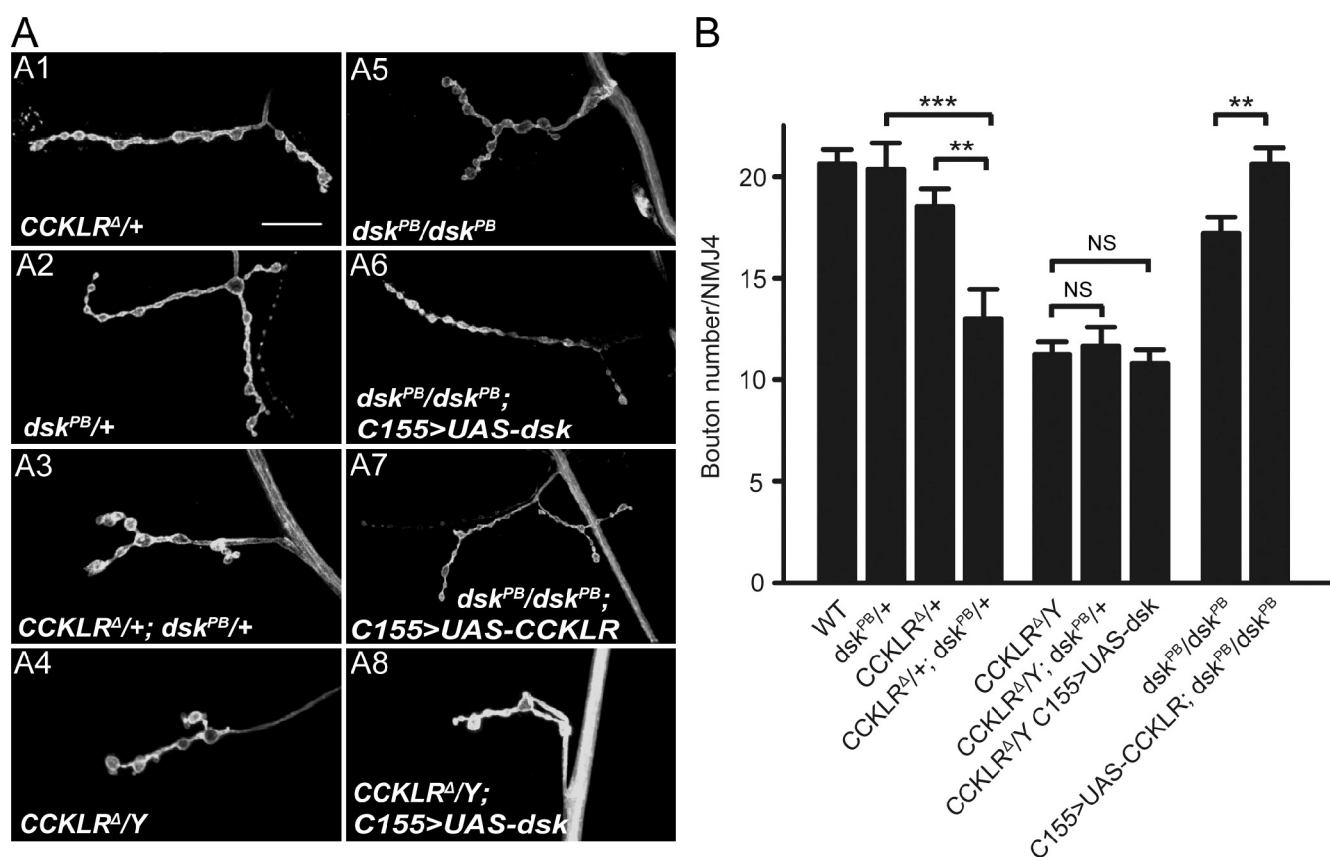 A
B
A1
CCKLR^Δ/+
A5
dsk^PB/dsk^PB
A2
dsk^PB/+
A6
dsk^PB/dsk^PB;
C155>UAS-dsk
A3
CCKLR^Δ/+; dsk^PB/+
A7
dsk^PB/dsk^PB;
C155>UAS-CCKLR
A4
CCKLR^Δ/Y
A8
CCKLR^Δ/Y;
C155>UAS-dsk
Bouton number/NMJ4
20
15
10
5
0
***
**
NS
NS
**
WT
dsk^PB/+
CCKLR^Δ/+
CCKLR^Δ/+; dsk^PB/+
CCKLR^Δ/Y
CCKLR^Δ/Y; dsk^PB/+
CCKLR^Δ/Y C155>UAS-dsk
dsk^PB/dsk^PB
C155>UAS-CCKLR; dsk^PB/dsk^PB